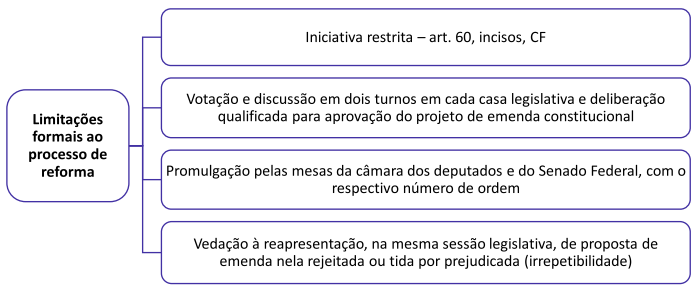 Limitações
formais ao
processo de
reforma
Iniciativa restrita – art. 60, incisos, CF
Votação e discussão em dois turnos em cada casa legislativa e deliberação
qualificada para aprovação do projeto de emenda constitucional
Promulgação pelas mesas da câmara dos deputados e do Senado Federal, com o
respectivo número de ordem
Vedação à reapresentação, na mesma sessão legislativa, de proposta de
emenda nela rejeitada ou tida por prejudicada (irrepetibilidade)